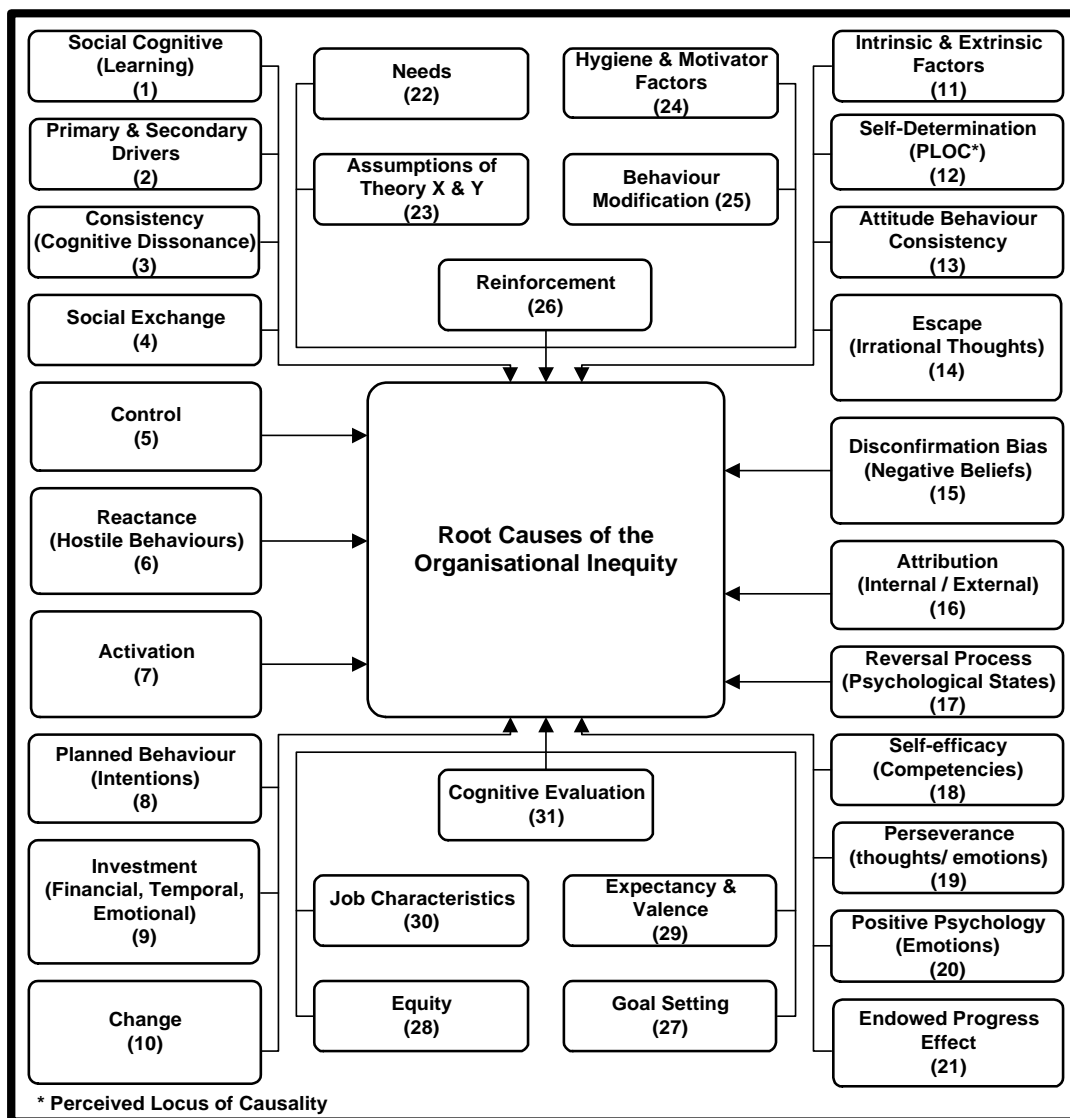 Social Cognitive
(Learning)
(1)
Primary & Secondary
Drivers
(2)
Consistency
(Cognitive Dissonance)
(3)
Social Exchange
(4)
Control
(5)
Reactance
(Hostile Behaviours)
(6)
Activation
(7)
Planned Behaviour
(Intentions)
(8)
Investment
(Financial, Temporal,
Emotional)
(9)
Change
(10)
Needs
(22)
Assumptions of
Theory X & Y
(23)
Hygiene & Motivator
Factors
(24)
Behaviour
Modification (25)
Reinforcement
(26)
Root Causes of the
Organisational Inequity
Cognitive Evaluation
(31)
Job Characteristics
(30)
Expectancy &
Valence
(29)
Equity
(28)
Goal Setting
(27)
Intrinsic & Extrinsic
Factors
(11)
Self-Determination
(PLOC*)
(12)
Attitude Behaviour
Consistency
(13)
Escape
(Irrational Thoughts)
(14)
Disconfirmation Bias
(Negative Beliefs)
(15)
Attribution
(Internal / External)
(16)
Reversal Process
(Psychological States)
(17)
Self-efficacy
(Competencies)
(18)
Perseverance
(thoughts/ emotions)
(19)
Positive Psychology
(Emotions)
(20)
Endowed Progress
Effect
(21)
* Perceived Locus of Causality